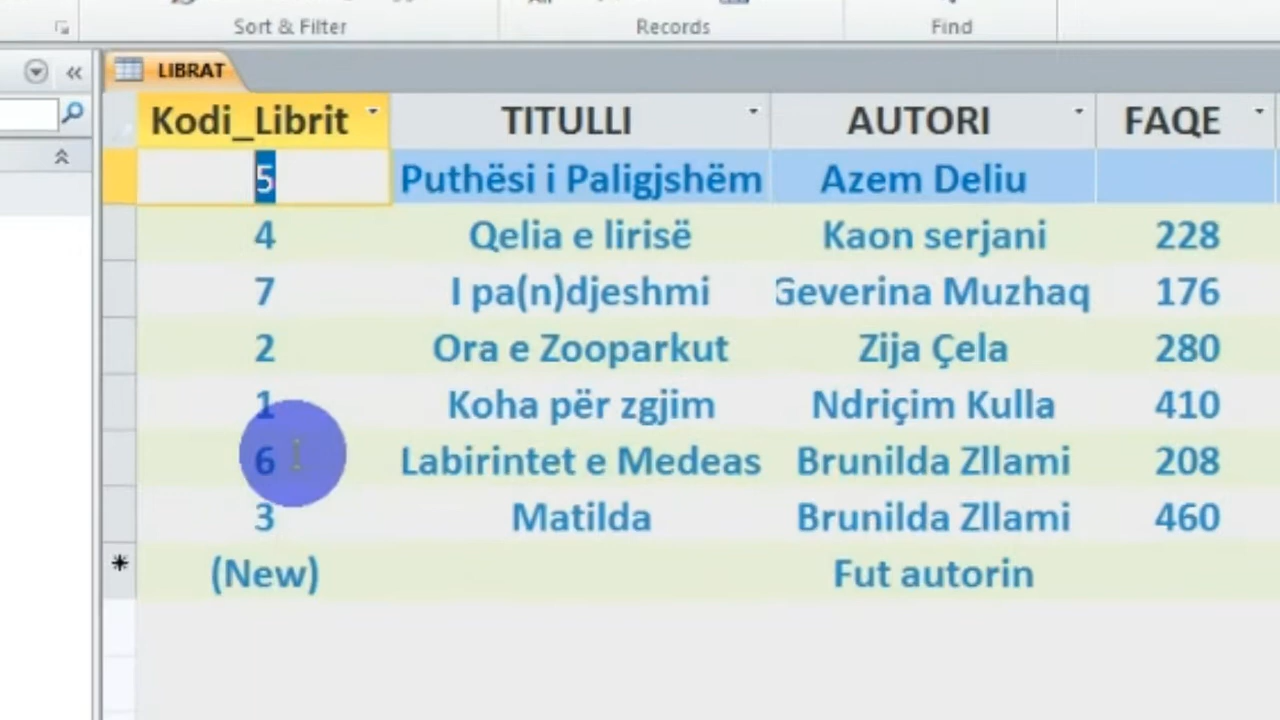 Sort & Filter Records Find
LIBRAT
Kodi_Librit TITULLI AUTORI FAQE
5 Puthësi i Paligjshëm Azem Deliu
4 Qelia e lirisë Kaon serjani 228
7 I pa(n)djeshmi Geverina Muzhaq 176
2 Ora e Zooparkut Zija Çela 280
1 Koha për zgjim Ndriçim Kulla 410
6 Labirintet e Medeas Brunilda Zllami 208
3 Matilda Brunilda Zllami 460
* (New) Fut autorin